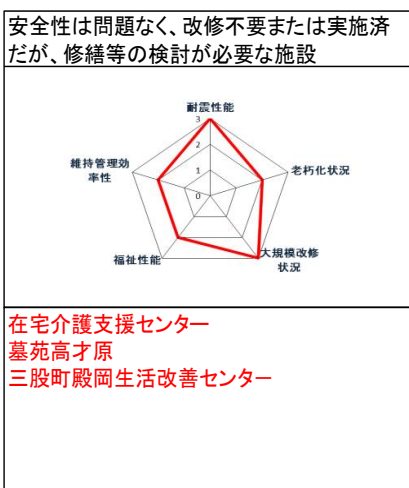 安全性は問題なく、改修不要または実施済
だが、修繕等の検討が必要な施設
耐震性能
3
2
1
0
老朽化状況
大規模改修
状況
福祉性能
維持管理効
率性
在宅介護支援センター
墓苑高才原
三股町殿岡生活改善センター